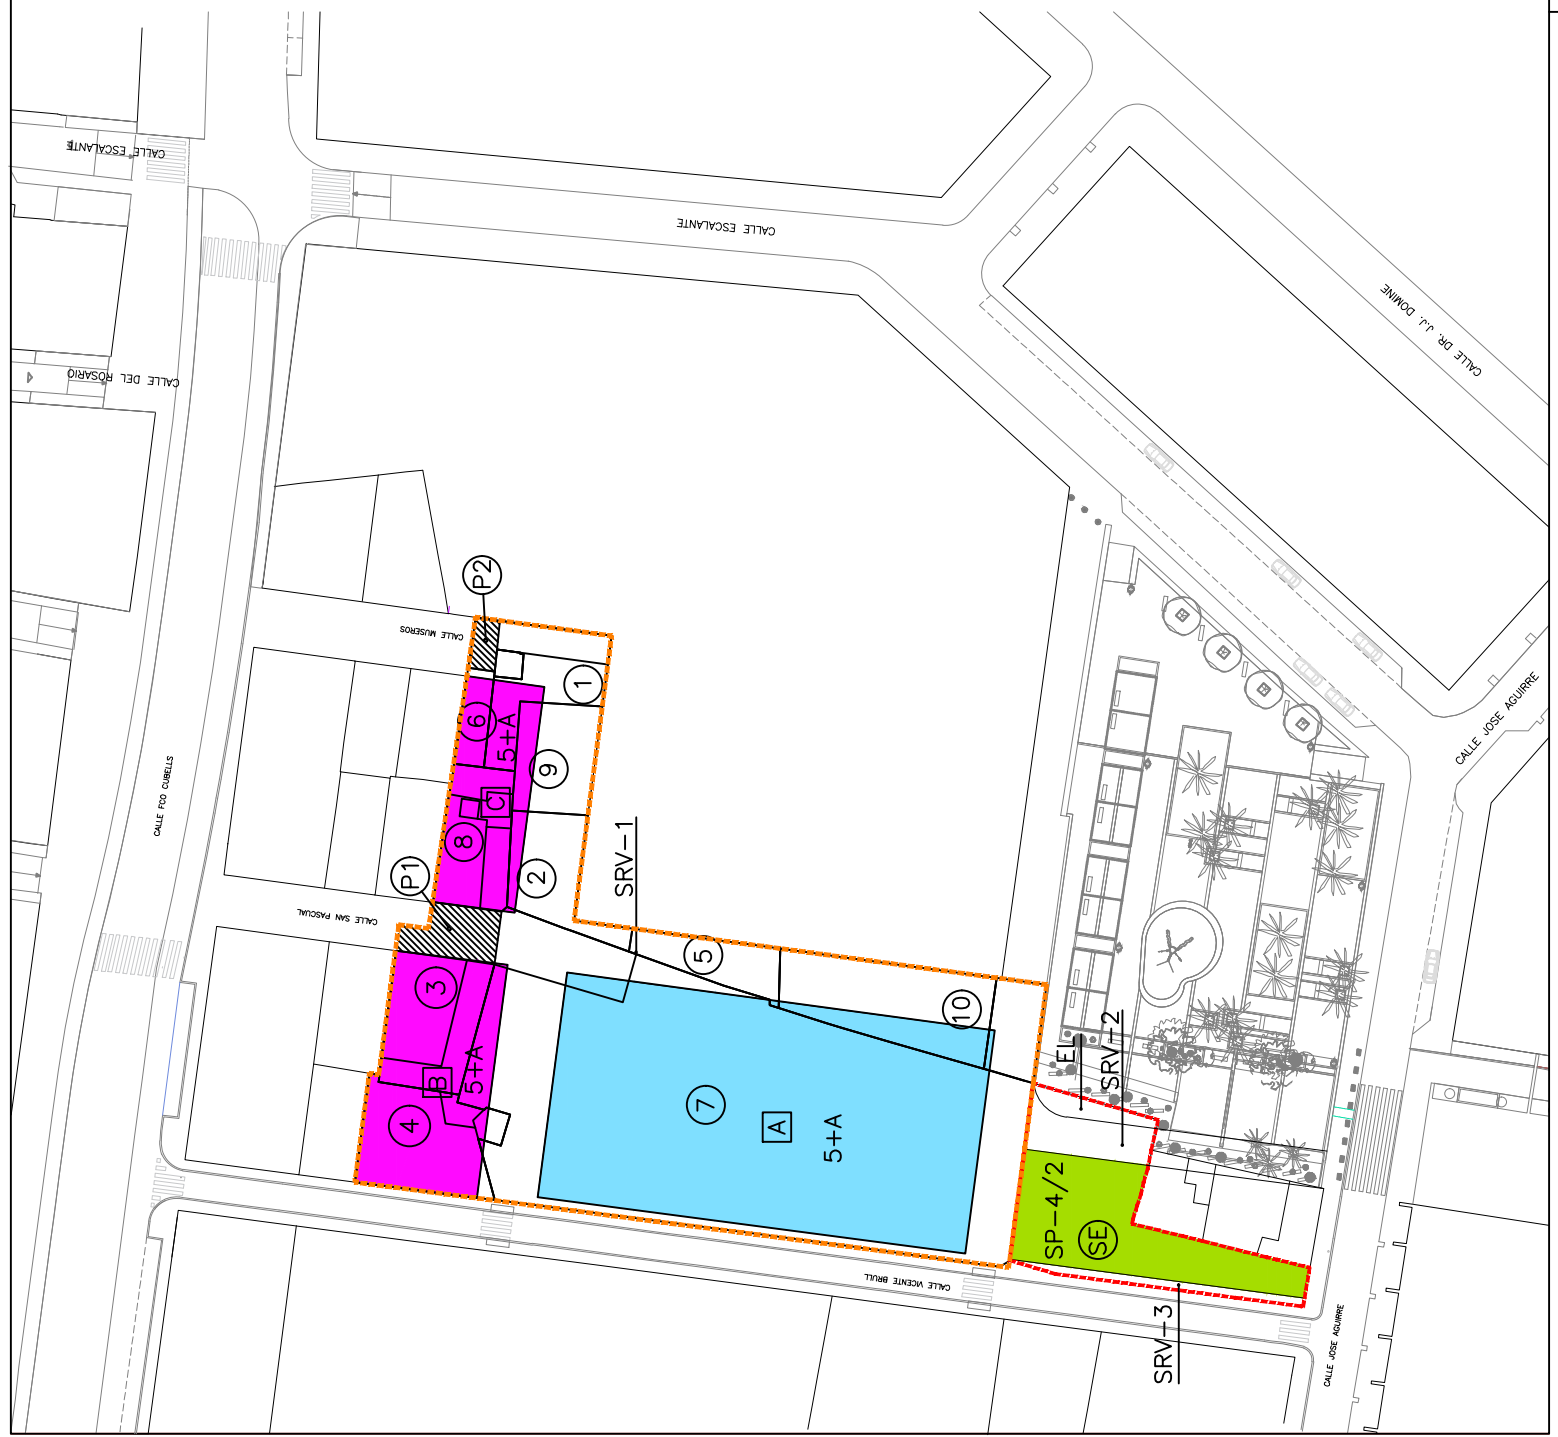 CALLE ESCALANTE
CALLE ESCALANTE
CALLE DR. J.J. DOMINE
CALLE DEL ROSARIO
CALLE FCO CUBELLS
CALLE MUSEROS
P2
6
5+A
1
9
C
8
2
P1
CALLE SAN PASCUAL
SRV-1
3
5
10
B
5+A
4
7
A
5+A
EL
SRV-2
SP-4/2
SE
SRV-3
CALLE VICENTE BRULL
CALLE JOSE AGUIRRE
CALLE JOSE AGUIRRE